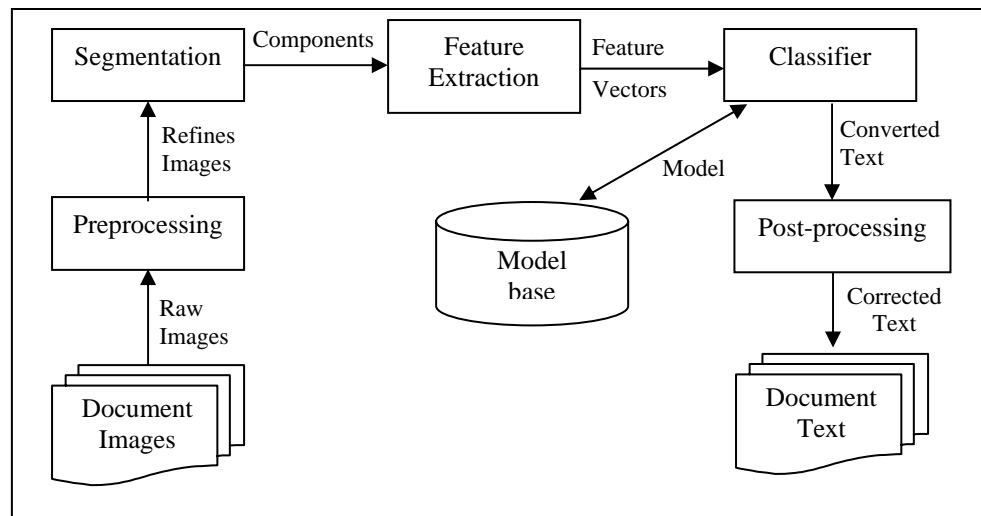 Segmentation
Components
Feature
Extraction
Feature
Vectors
Classifier
Refines
Images
Model
Converted
Text
Preprocessing
Model
base
Post-processing
Raw
Images
Corrected
Text
Document
Images
Document
Text